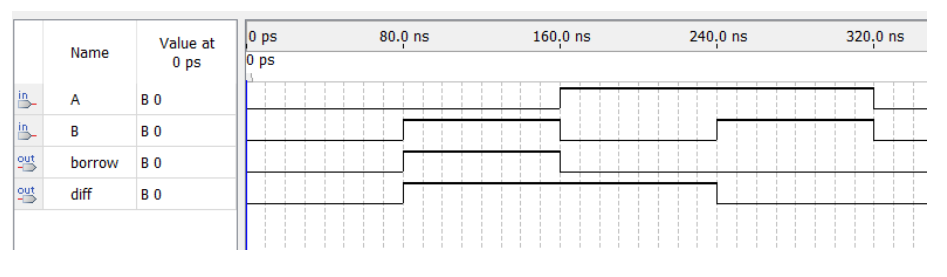 Name Value at 0 ps
0 ps 80.0 ns 160.0 ns 240.0 ns 320.0 ns
0 ps
in A B 0
in B B 0
out borrow B 0
out diff B 0